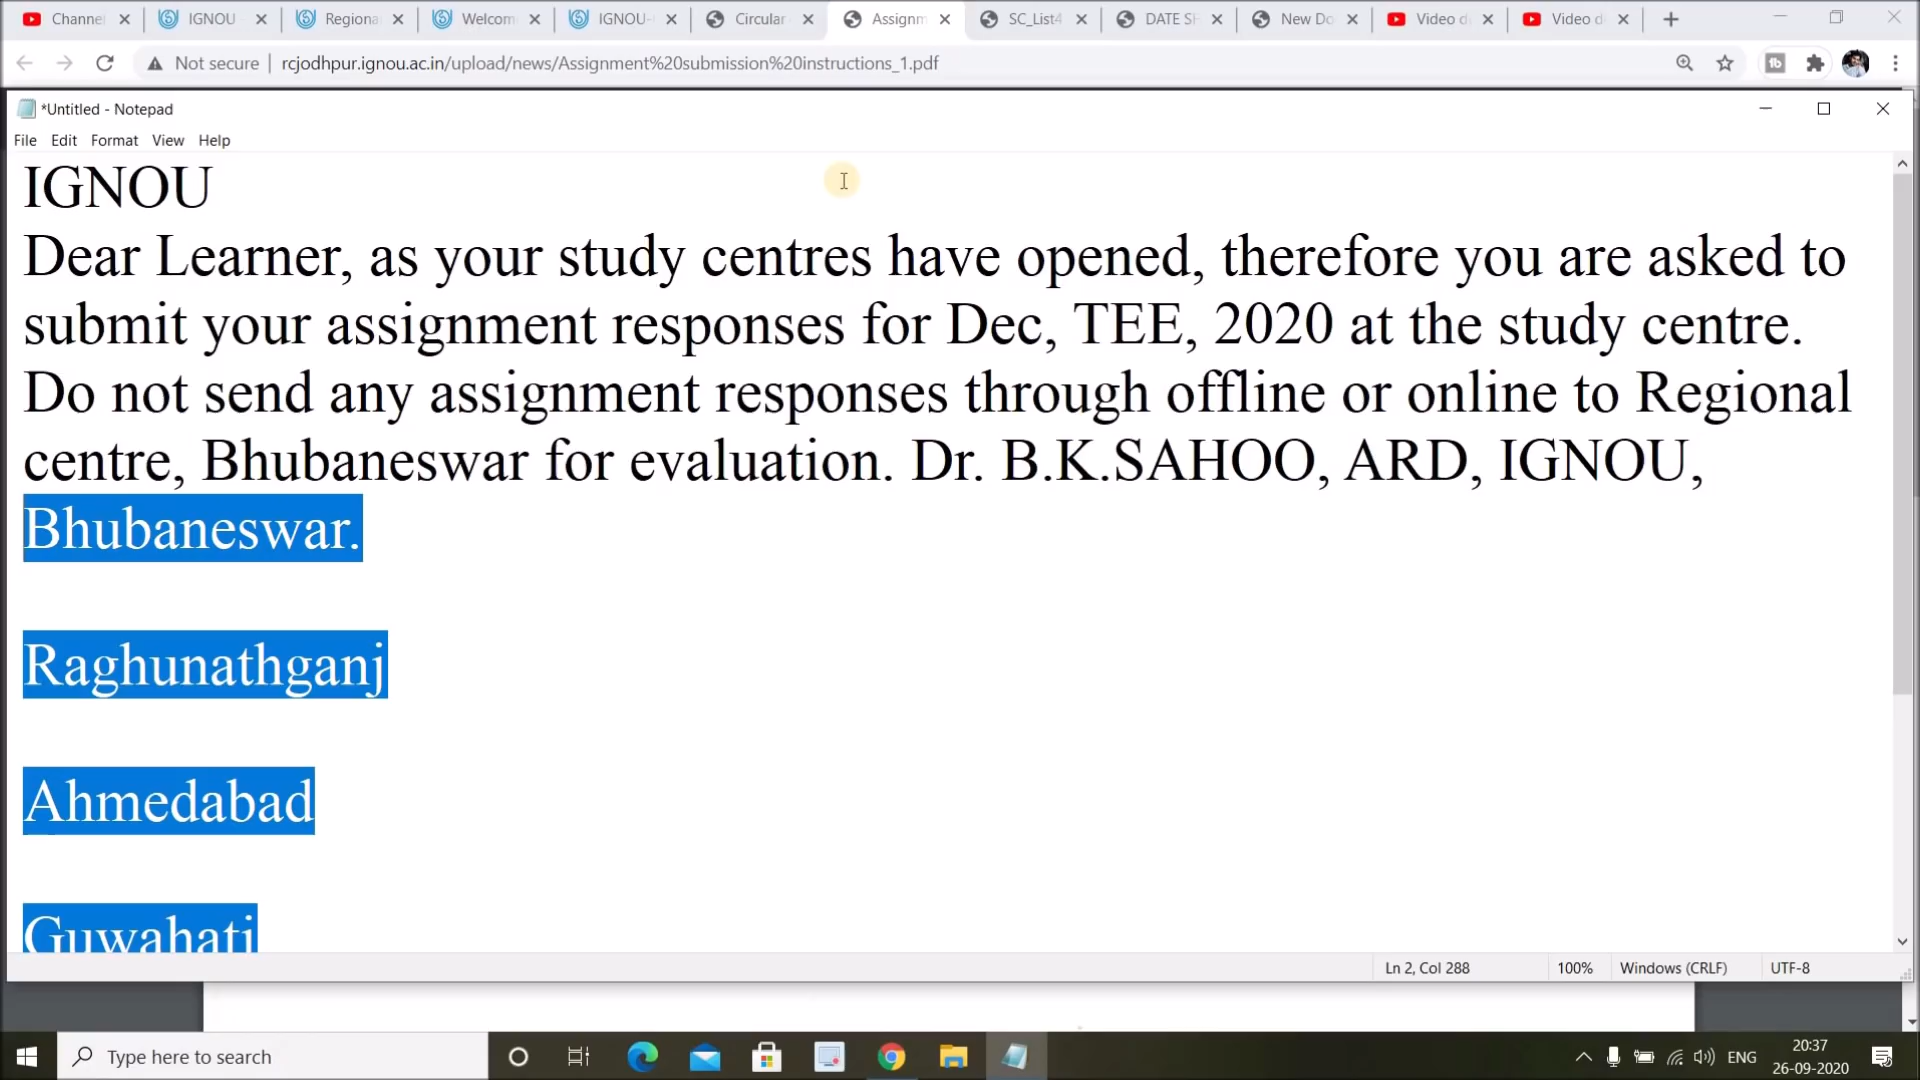 Channe
IGNOU
Regiona
Welcom
IGNOU-
Circular
Assignm
SC_List4
DATE SH
New Do
Video d
Video d
Not secure
rcjodhpur.ignou.ac.in/upload/news/Assignment%20submission%20instructions_1.pdf
*Untitled - Notepad
File Edit Format View Help
IGNOU
Dear Learner, as your study centres have opened, therefore you are asked to
submit your assignment responses for Dec, TEE, 2020 at the study centre.
Do not send any assignment responses through offline or online to Regional
centre, Bhubaneswar for evaluation. Dr. B.K.SAHOO, ARD, IGNOU,
Bhubaneswar.
Raghunathganj
Ahmedabad
Guwahati
Ln 2, Col 288
100%
Windows (CRLF)
UTF-8
Type here to search
ENG
20:37
26-09-2020